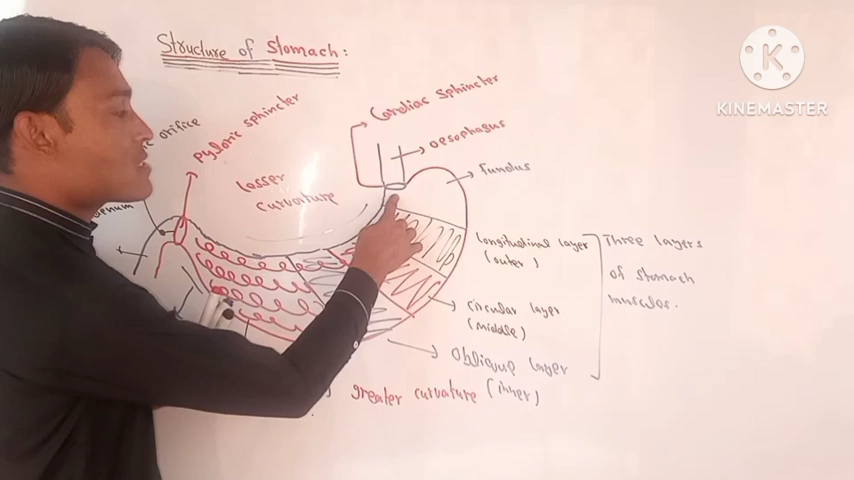 Structure of Stomach:
K
KINEMASTER
Cardiac sphincter
orifice
Pyloric sphincter
oesophagus
Fundus
lesser
curvature
Longitudinal layer
(outer)
Three layers
of stomach
muscles.
circular layer
(middle)
oblique layer
(inner)
greater curvature